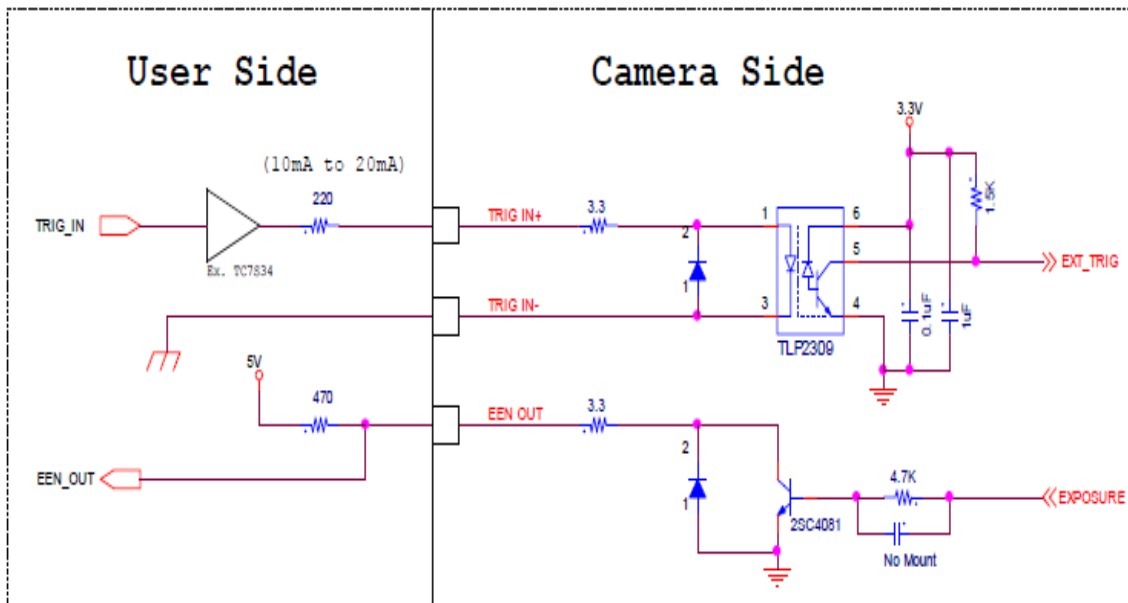 User Side
Camera Side
3.3V
(10mA to 20mA)
220
TRIG_IN
Ex. TC7S34
TRIG IN+
3.3
2
1
1
6
5
3
4
1.5K
EXT_TRIG
TRIG IN-
TLP2309
0.1uF
1uF
5V
470
EEN_OUT
EEN OUT
3.3
2
1
2SC4081
4.7K
EXPOSURE
No Mount